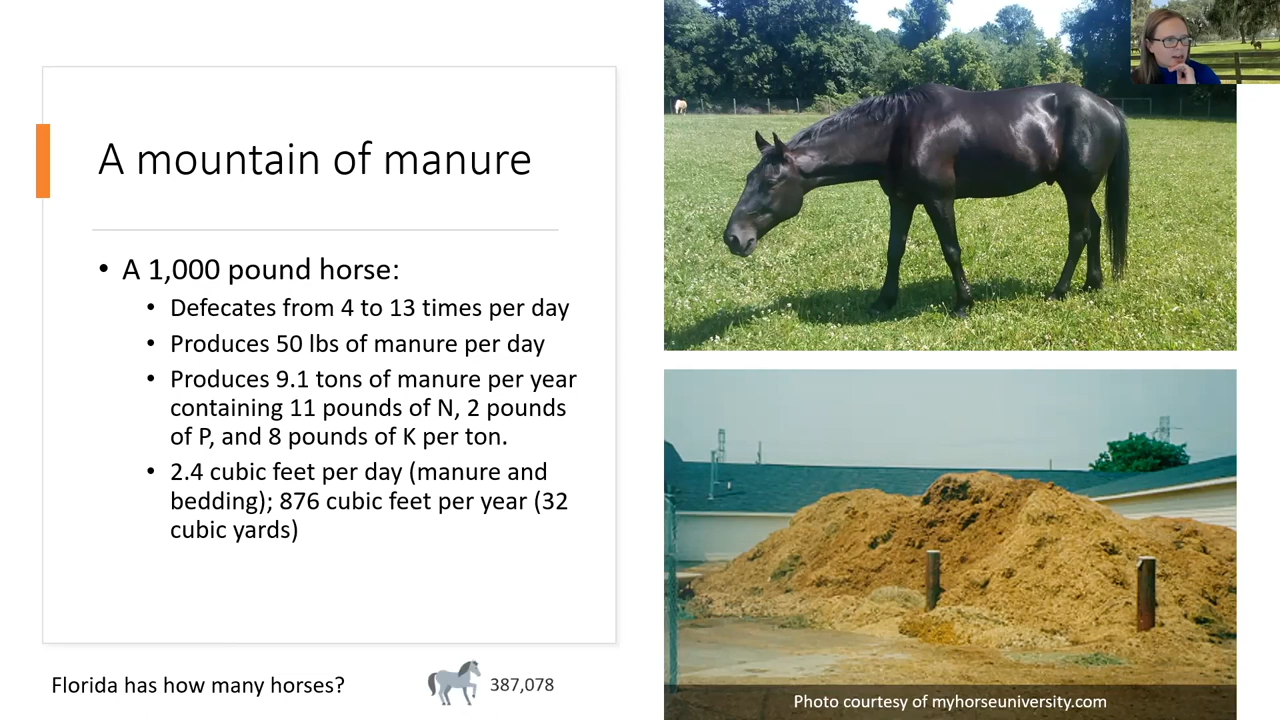 A mountain of manure
• A 1,000 pound horse:
• Defecates from 4 to 13 times per day
• Produces 50 lbs of manure per day
• Produces 9.1 tons of manure per year
containing 11 pounds of N, 2 pounds
of P, and 8 pounds of K per ton.
• 2.4 cubic feet per day (manure and
bedding); 876 cubic feet per year (32
cubic yards)
Florida has how many horses?
387,078
Photo courtesy of myhorseuniversity.com